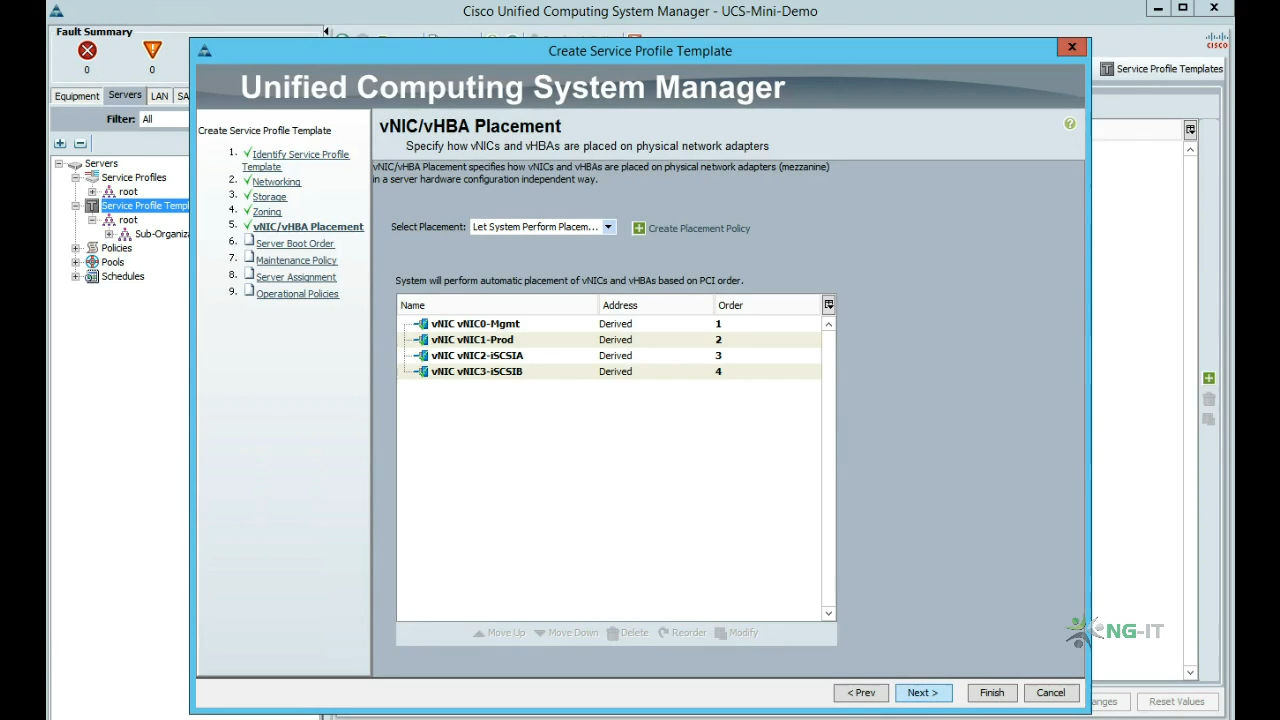 Cisco Unified Computing System Manager - UCS-Mini-Demo
Fault Summary
0
0
Equipment
Servers
LAN
SA
Filter: All
Servers
Service Profiles
root
Service Profile Templ
root
Sub-Organiza
Policies
Pools
Schedules
CISCO
Service Profile Templates
Create Service Profile Template
Unified Computing System Manager
Create Service Profile Template
1. Identify Service Profile
Template
2. Networking
3. Storage
4. Zoning
5. vNIC/vHBA Placement
6. Server Boot Order
7. Maintenance Policy
8. Server Assignment
9. Operational Policies
vNIC/vHBA Placement
Specify how vNICs and vHBAs are placed on physical network adapters
vNIC/vHBA Placement specifies how vNICs and vHBAs are placed on physical network adapters (mezzanine)
in a server hardware configuration independent way.
Select Placement: Let System Perform Placem... Create Placement Policy
System will perform automatic placement of vNICs and vHBAs based on PCI order.
Name Address Order
vNIC vNIC0-Mgmt Derived 1
vNIC vNIC1-Prod Derived 2
vNIC vNIC2-iSCSIA Derived 3
vNIC vNIC3-iSCSIB Derived 4
Move Up Move Down Delete Reorder Modify
NG-IT
< Prev Next > Finish Cancel
anges Reset Values